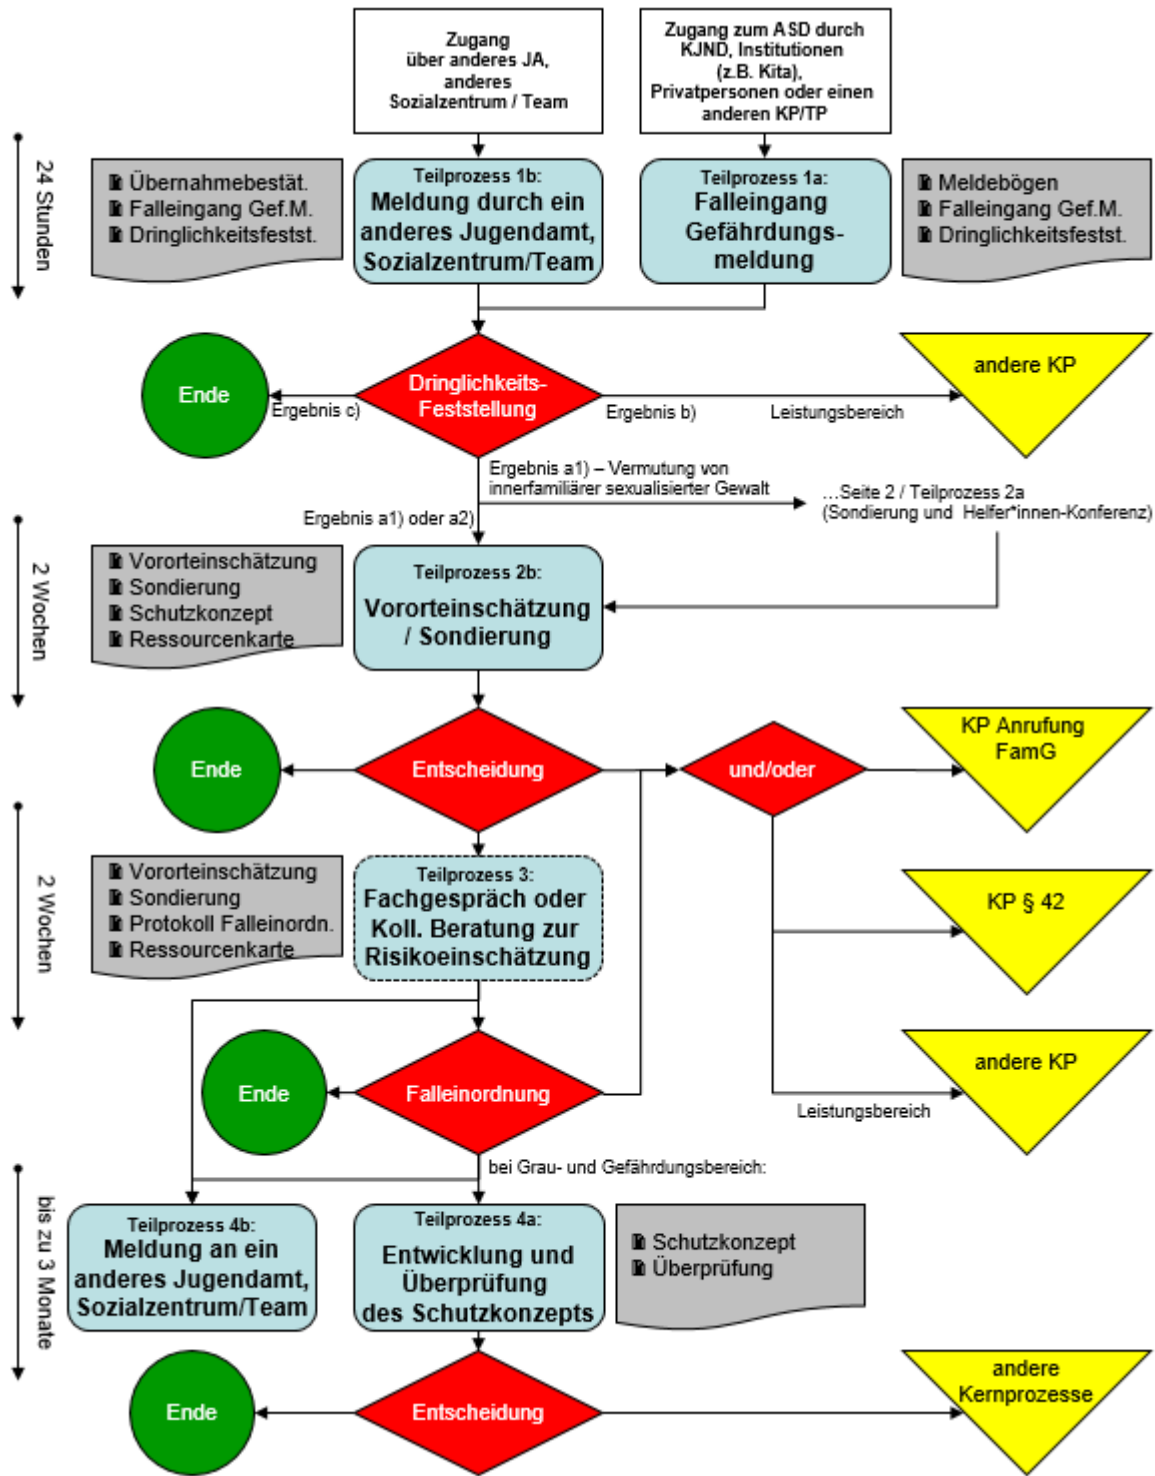 Zugang
über anderes JA,
anderes
Sozialzentrum / Team
Zugang zum ASD durch
KJND, Institutionen
(z.B. Kita),
Privatpersonen oder einen
anderen KP/TP
24 Stunden
Übernahmebestät.
Falleingang Gef.M.
Dringlichkeitsfestst.
Teilprozess 1b:
Meldung durch ein
anderes Jugendamt,
Sozialzentrum/Team
Teilprozess 1a:
Falleingang
Gefährdungs-
meldung
Meldebögen
Falleingang Gef.M.
Dringlichkeitsfestst.
Ende
Ergebnis c)
Dringlichkeits-
Feststellung
Ergebnis b)
Leistungsbereich
andere KP
Ergebnis a1) – Vermutung von
innerfamiliärer sexualisierter Gewalt
...Seite 2 / Teilprozess 2a
(Sondierung und Helfer*innen-Konferenz)
Ergebnis a1) oder a2)
2 Wochen
Vororteinschätzung
Sondierung
Schutzkonzept
Ressourcenkarte
Teilprozess 2b:
Vororteinschätzung
/ Sondierung
Ende
Entscheidung
und/oder
KP Anrufung
FamG
2 Wochen
Vororteinschätzung
Sondierung
Protokoll Falleinordn.
Ressourcenkarte
Teilprozess 3:
Fachgespräch oder
Koll. Beratung zur
Risikoeinschätzung
KP § 42
Ende
Falleinordnung
andere KP
Leistungsbereich
bei Grau- und Gefährdungsbereich:
bis zu 3 Monate
Teilprozess 4b:
Meldung an ein
anderes Jugendamt,
Sozialzentrum/Team
Teilprozess 4a:
Entwicklung und
Überprüfung
des Schutzkonzepts
Schutzkonzept
Überprüfung
Ende
Entscheidung
andere
Kernprozesse